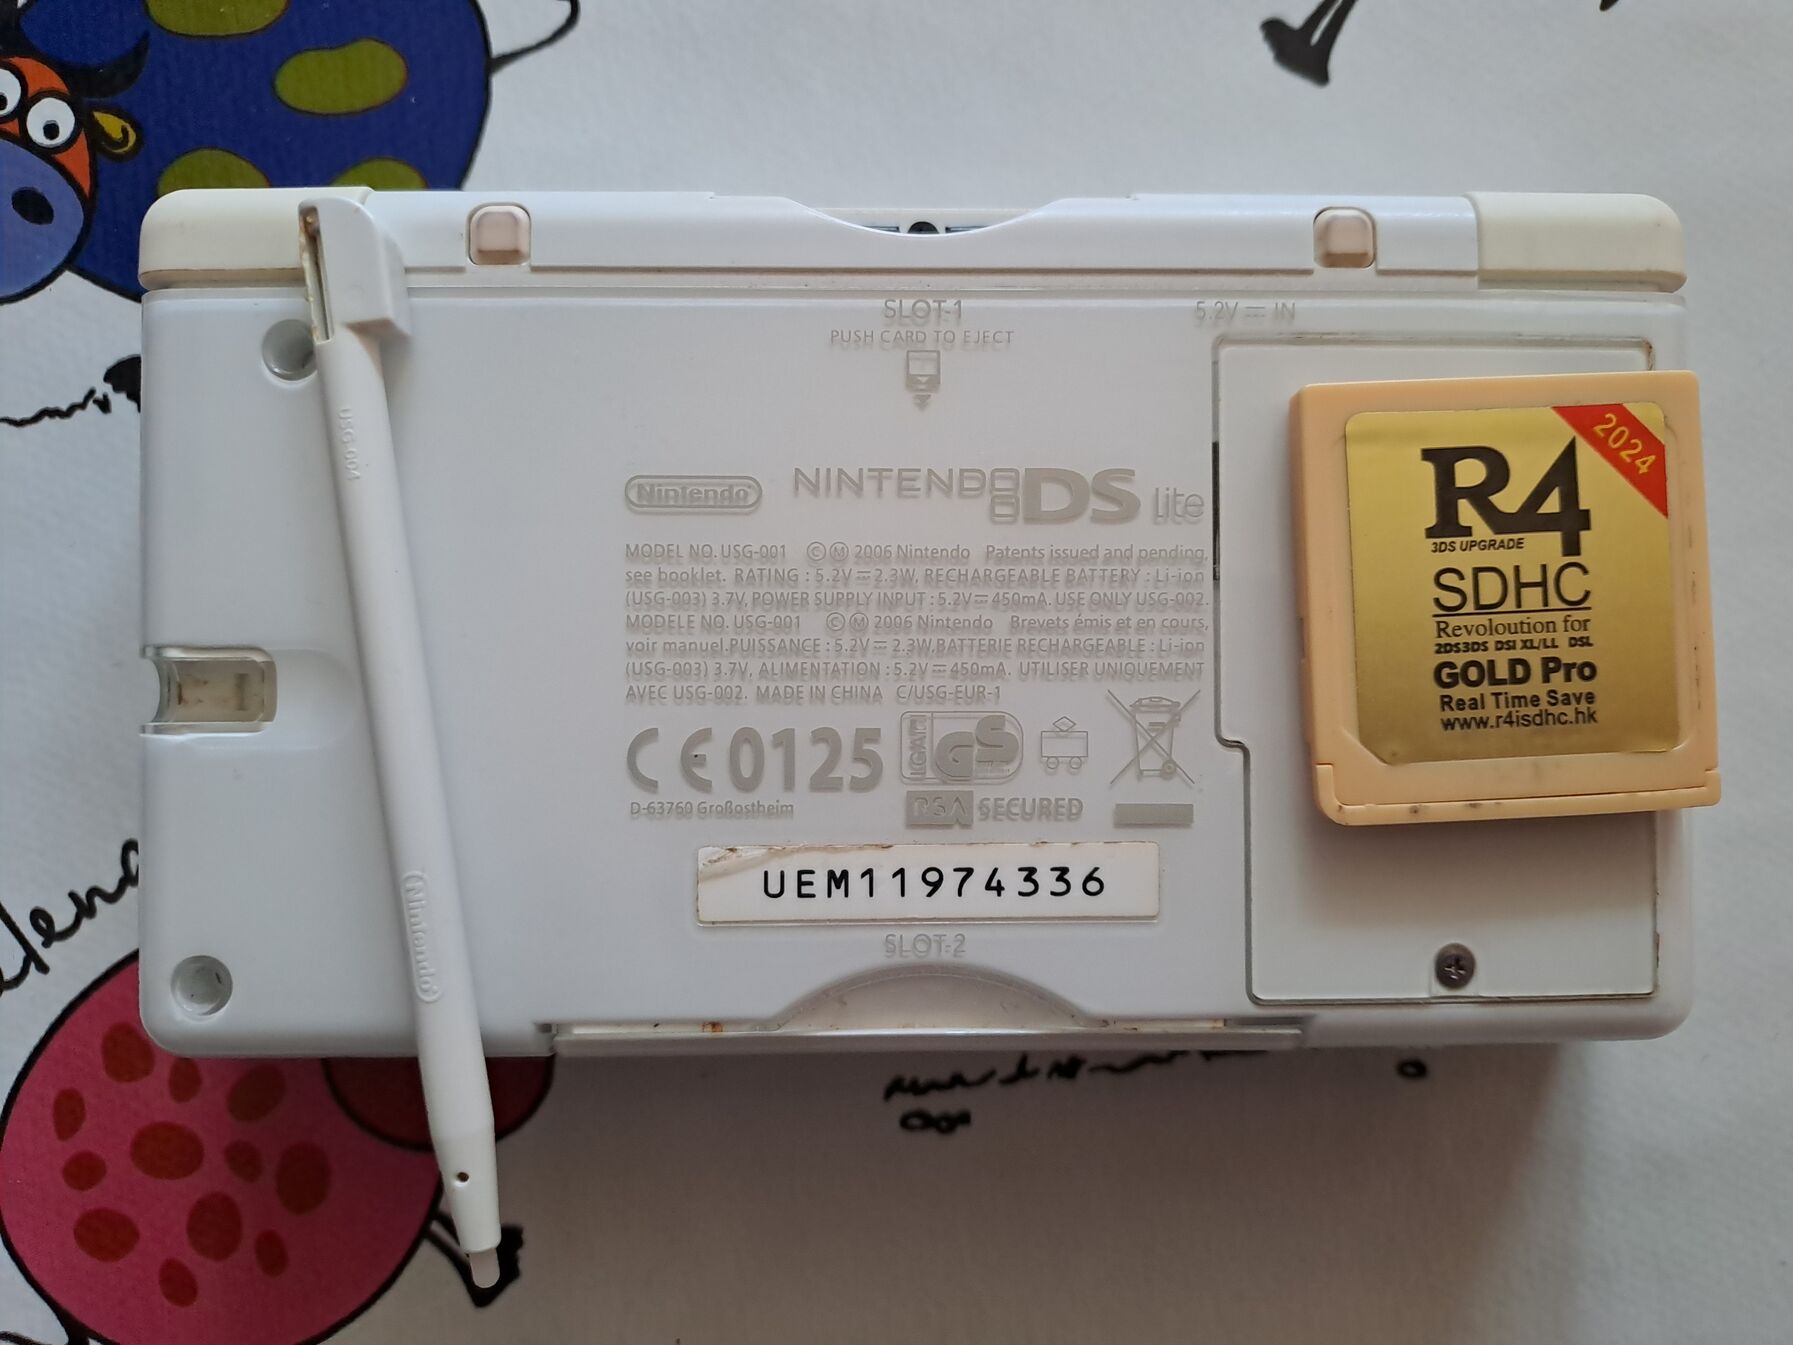 SLOT-1
5.2V ⎓ IN
PUSH CARD TO EJECT
USG-004
Nintendo
NINTENDO DS lite
MODEL NO. USG-001 ©Ⓜ 2006 Nintendo Patents issued and pending,
see booklet. RATING : 5.2V⎓2.3W, RECHARGEABLE BATTERY : Li-ion
(USG-003) 3.7V, POWER SUPPLY INPUT : 5.2V⎓450mA. USE ONLY USG-002.
MODELE NO. USG-001 ©Ⓜ 2006 Nintendo Brevets émis et en cours,
voir manuel.PUISSANCE : 5.2V⎓2.3W,BATTERIE RECHARGEABLE : Li-ion
(USG-003) 3.7V, ALIMENTATION : 5.2V⎓450mA. UTILISER UNIQUEMENT
AVEC USG-002. MADE IN CHINA C/USG-EUR-1
CE0125
LGAI
GS
D-63760 Großostheim
RSA SECURED
UEM11974336
SLOT-2
Nintendo
2024
R4
3DS UPGRADE
SDHC
Revoloution for
2DS3DS DSI XL/LL DSL
GOLD Pro
Real Time Save
www.r4isdhc.hk